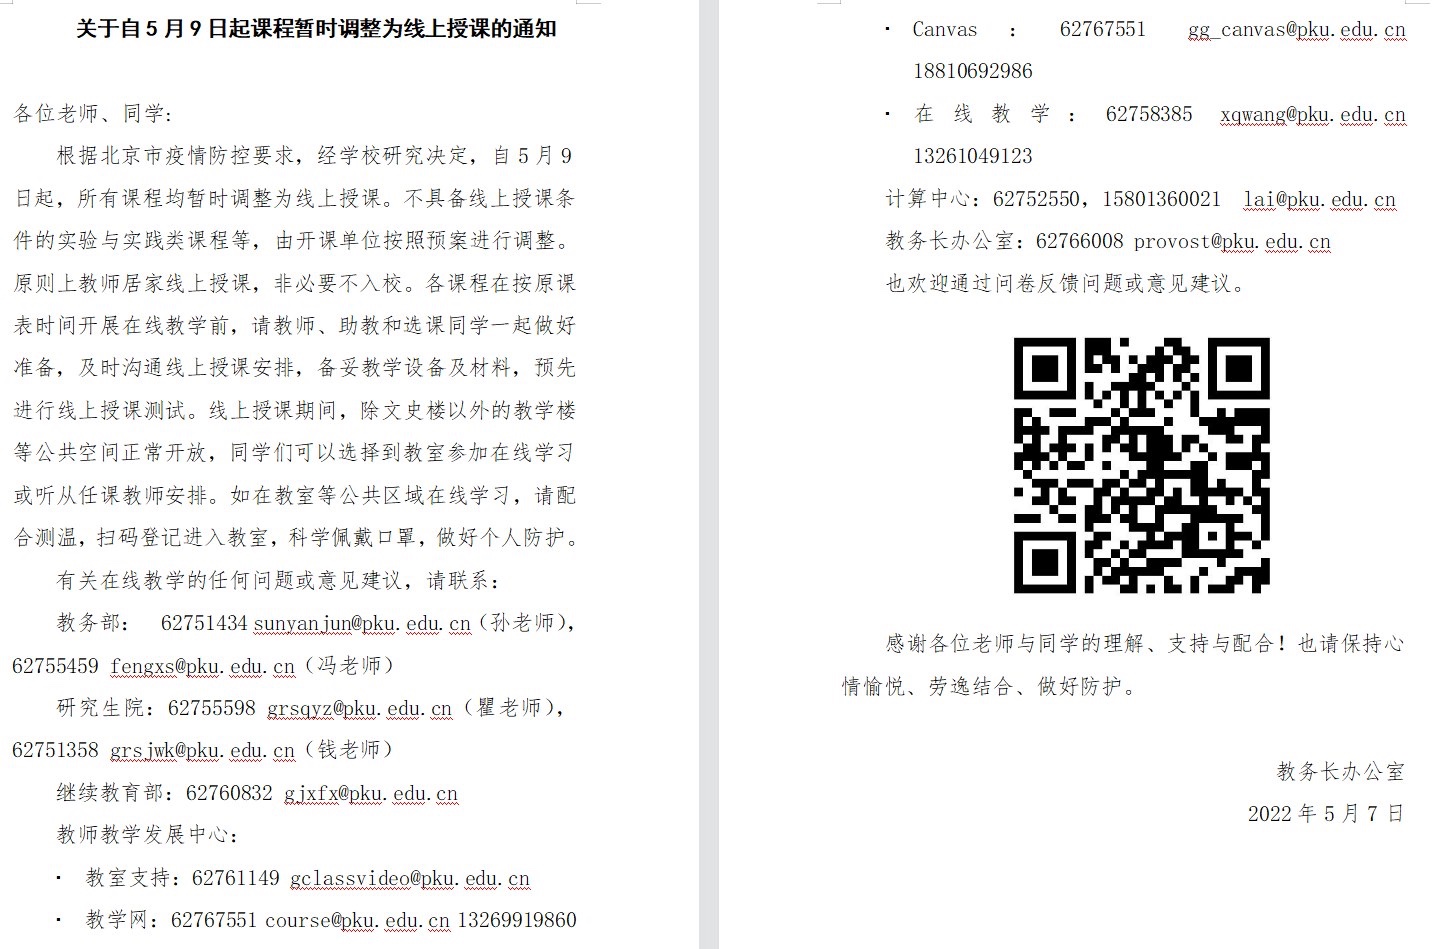 关于自5月9日起课程暂时调整为线上授课的通知
各位老师、同学:
根据北京市疫情防控要求，经学校研究决定，自5月9
日起，所有课程均暂时调整为线上授课。不具备线上授课条
件的实验与实践类课程等，由开课单位按照预案进行调整。
原则上教师居家线上授课，非必要不入校。各课程在按原课
表时间开展在线教学前，请教师、助教和选课同学一起做好
准备，及时沟通线上授课安排，备妥教学设备及材料，预先
进行线上授课测试。线上授课期间，除文史楼以外的教学楼
等公共空间正常开放，同学们可以选择到教室参加在线学习
或听从任课教师安排。如在教室等公共区域在线学习，请配
合测温，扫码登记进入教室，科学佩戴口罩，做好个人防护。
有关在线教学的任何问题或意见建议，请联系：
教务部： 62751434 sunyanjun@pku.edu.cn（孙老师），
62755459 fengxs@pku.edu.cn（冯老师）
研究生院：62755598 grsqyz@pku.edu.cn（瞿老师），
62751358 grsjwk@pku.edu.cn（钱老师）
继续教育部：62760832 gjxfx@pku.edu.cn
教师教学发展中心：
· 教室支持：62761149 gclassvideo@pku.edu.cn
· 教学网：62767551 course@pku.edu.cn 13269919860
· Canvas ： 62767551 gg_canvas@pku.edu.cn
18810692986
· 在线教学：62758385 xqwang@pku.edu.cn
13261049123
计算中心：62752550，15801360021 lai@pku.edu.cn
教务长办公室：62766008 provost@pku.edu.cn
也欢迎通过问卷反馈问题或意见建议。
感谢各位老师与同学的理解、支持与配合！也请保持心
情愉悦、劳逸结合、做好防护。
教务长办公室
2022年5月7日